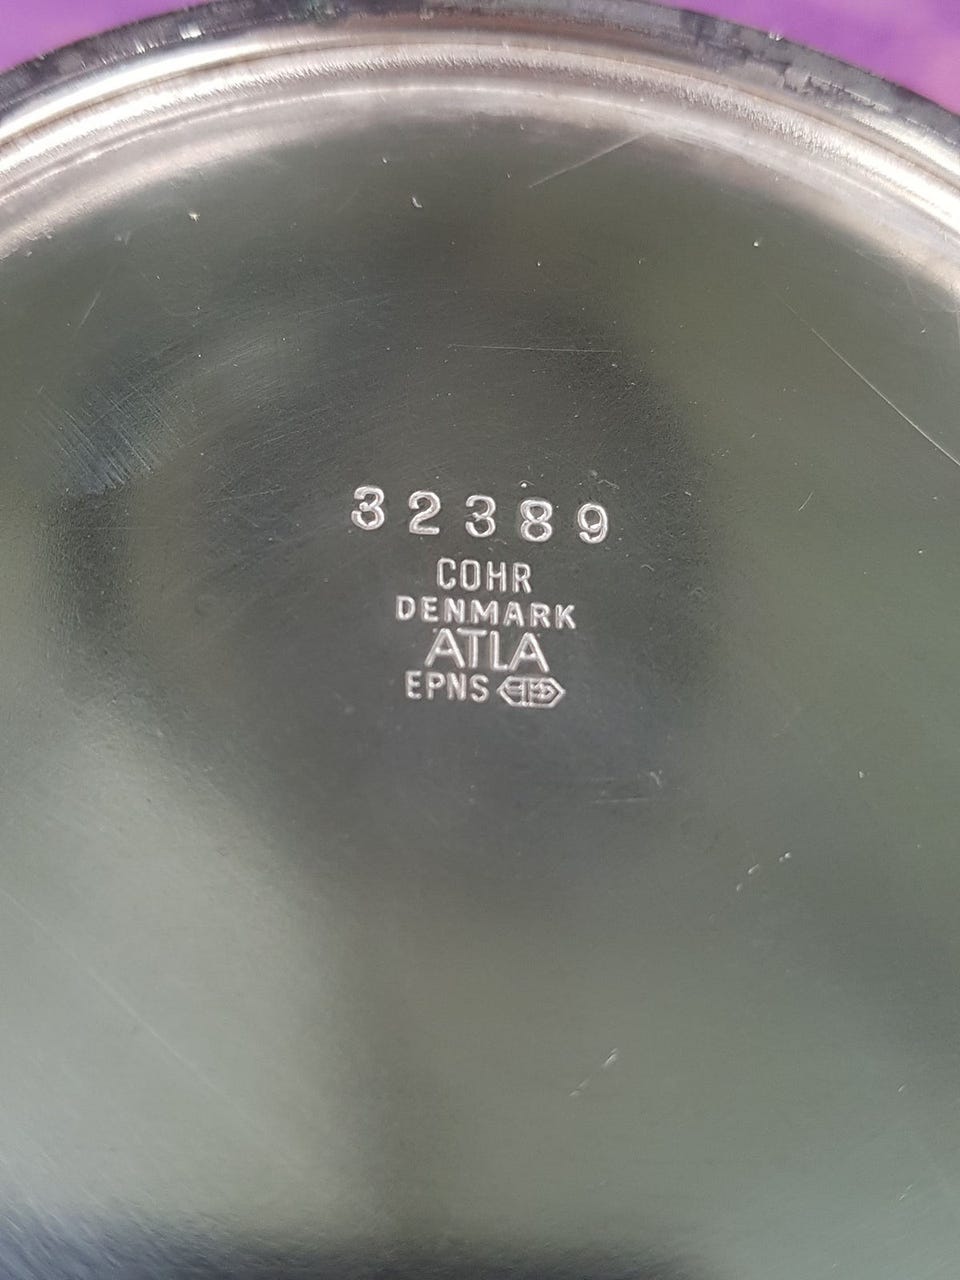 32389
COHR
DENMARK
ATLA
EPNS